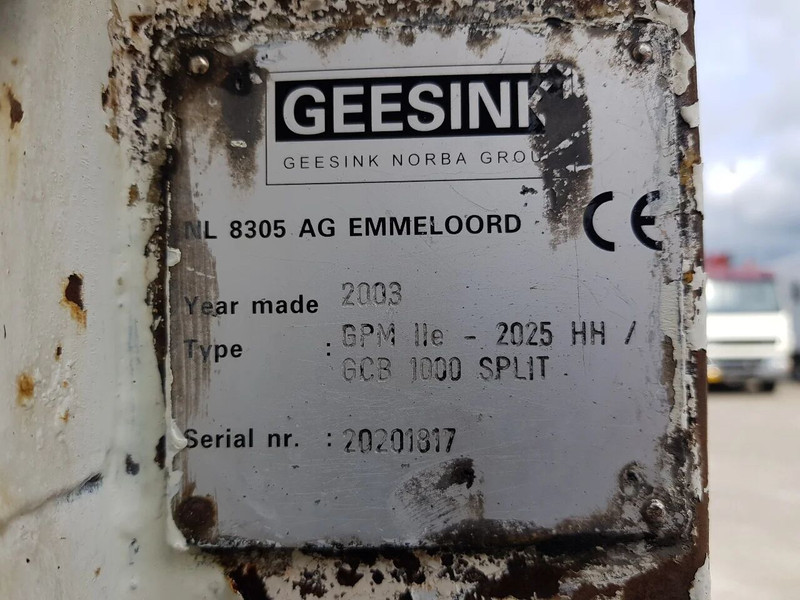 GEESINK
GEESINK NORBA GROU
NL 8305 AG EMMELOORD
CE
Year made 2003
Type : GPM IIe - 2025 HH /
GCB 1000 SPLIT
Serial nr. : 20201817